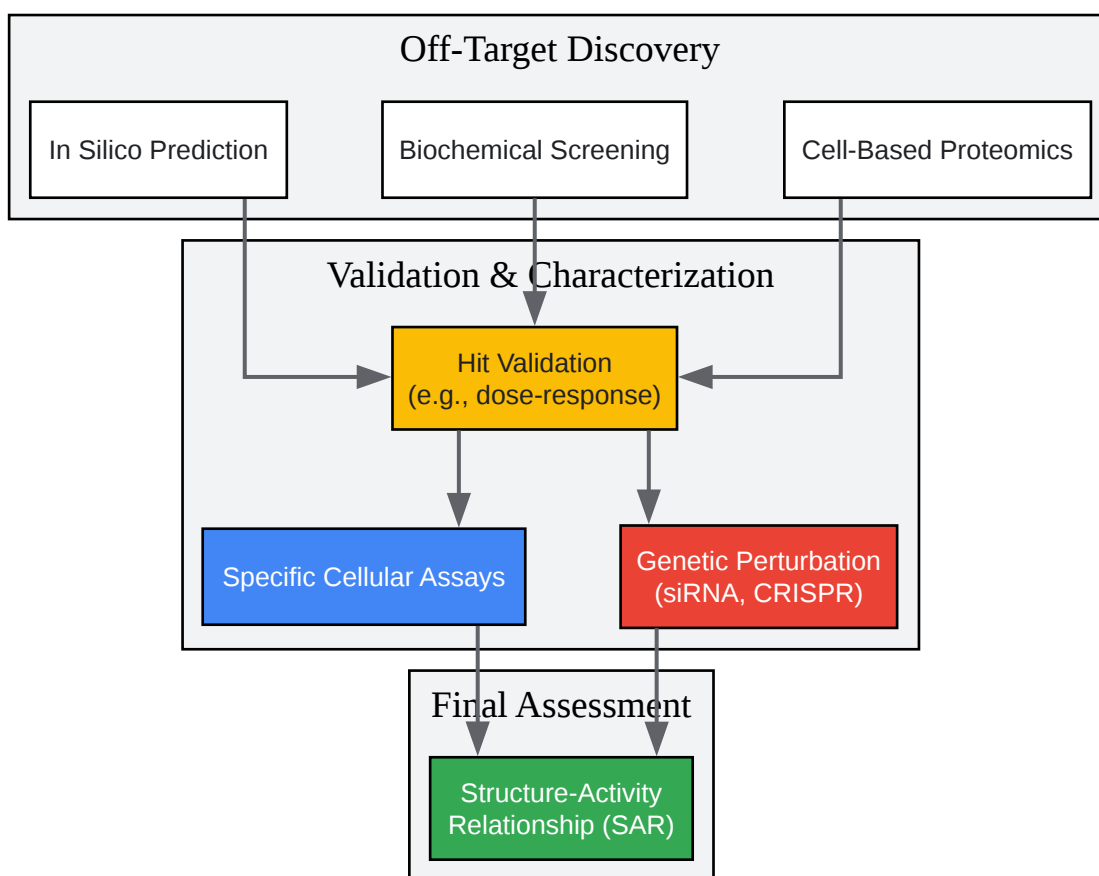 Off-Target Discovery
In Silico Prediction
Biochemical Screening
Cell-Based Proteomics
Validation & Characterization
Hit Validation
(e.g., dose-response)
Specific Cellular Assays
Genetic Perturbation
(siRNA, CRISPR)
Final Assessment
Structure-Activity
Relationship (SAR)